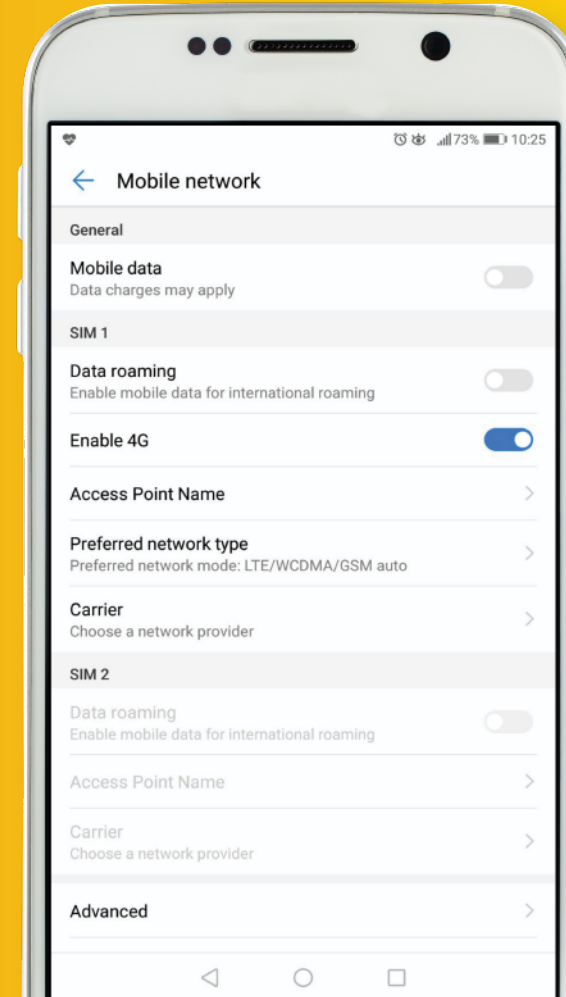 73% 10:25
Mobile network
General
Mobile data
Data charges may apply
SIM 1
Data roaming
Enable mobile data for international roaming
Enable 4G
Access Point Name
Preferred network type
Preferred network mode: LTE/WCDMA/GSM auto
Carrier
Choose a network provider
SIM 2
Data roaming
Enable mobile data for international roaming
Access Point Name
Carrier
Choose a network provider
Advanced